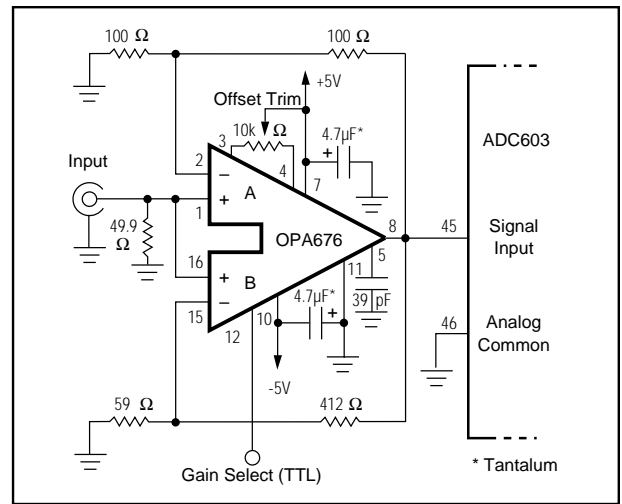 100 Ω
100 Ω
+5V
Offset Trim
10k Ω
3
4
7
4.7µF*
+
ADC603
Input
2
−
A
1
+
49.9
Ω
OPA676
8
45
Signal
Input
5
11
16
+
B
−
15
12
10
4.7µF*
+
39 pF
46
Analog
Common
-5V
59 Ω
412 Ω
Gain Select (TTL)
* Tantalum